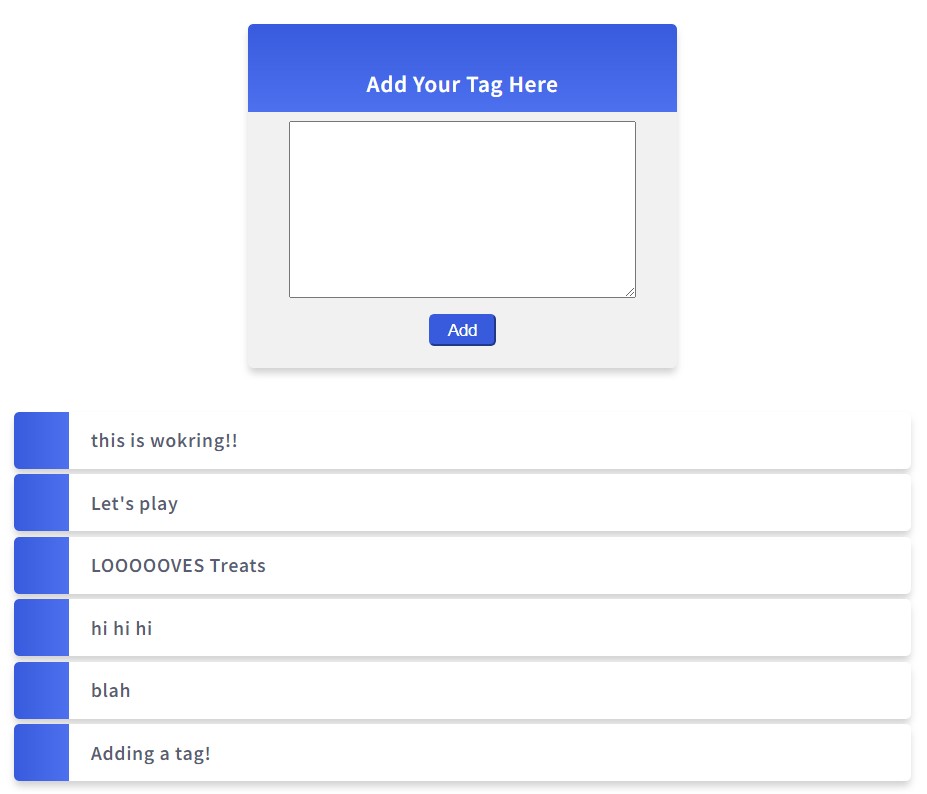 Add Your Tag Here
Add
this is wokring!!
Let's play
LOOOOOVES Treats
hi hi hi
blah
Adding a tag!